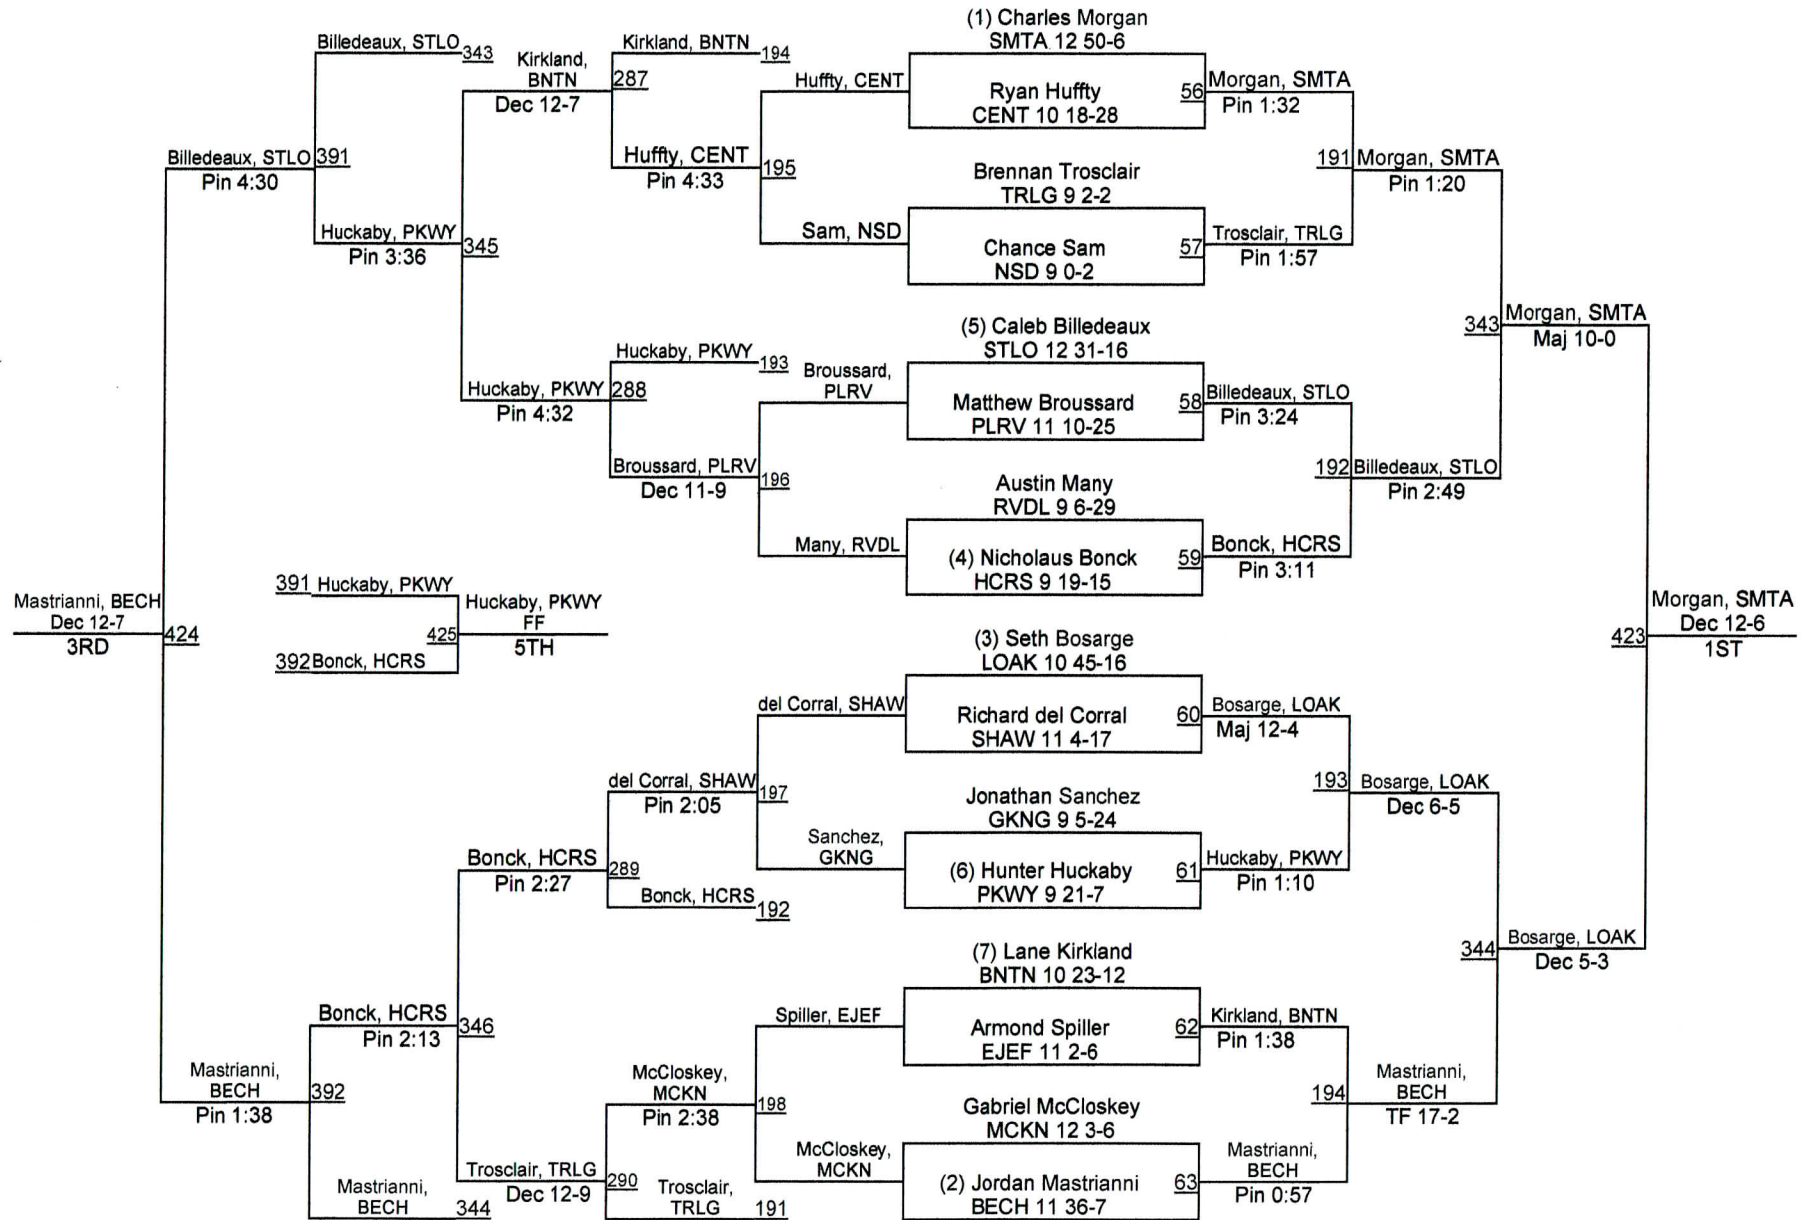 (1) Charles Morgan
SMTA 12 50-6
Ryan Huffty
CENT 10 18-28
56
Brennan Trosclair
TRLG 9 2-2
Chance Sam
NSD 9 0-2
57
(5) Caleb Billedeaux
STLO 12 31-16
Matthew Broussard
PLRV 11 10-25
58
Austin Many
RVDL 9 6-29
(4) Nicholaus Bonck
HCRS 9 19-15
59
(3) Seth Bosarge
LOAK 10 45-16
Richard del Corral
SHAW 11 4-17
60
Jonathan Sanchez
GKNG 9 5-24
(6) Hunter Huckaby
PKWY 9 21-7
61
(7) Lane Kirkland
BNTN 10 23-12
Armond Spiller
EJEF 11 2-6
62
Gabriel McCloskey
MCKN 12 3-6
(2) Jordan Mastrianni
BECH 11 36-7
63
Morgan, SMTA
Pin 1:32
Trosclair, TRLG
Pin 1:57
Billedeaux, STLO
Pin 3:24
Bonck, HCRS
Pin 3:11
Bosarge, LOAK
Maj 12-4
Huckaby, PKWY
Pin 1:10
Kirkland, BNTN
Pin 1:38
Mastrianni,
BECH
Pin 0:57
191
Morgan, SMTA
Pin 1:20
192
Billedeaux, STLO
Pin 2:49
193
Bosarge, LOAK
Dec 6-5
194
Mastrianni,
BECH
TF 17-2
343
Morgan, SMTA
Maj 10-0
344
Bosarge, LOAK
Dec 5-3
423
Morgan, SMTA
Dec 12-6
1ST
Huffty, CENT
Sam, NSD
195
Broussard,
PLRV
Many, RVDL
196
del Corral, SHAW
Sanchez,
GKNG
197
Spiller, EJEF
McCloskey,
MCKN
198
Kirkland, BNTN
194
Huffty, CENT
Pin 4:33
287
Huckaby, PKWY
193
Broussard, PLRV
Dec 11-9
288
del Corral, SHAW
Pin 2:05
289
Bonck, HCRS
192
McCloskey,
MCKN
Pin 2:38
290
Trosclair,
TRLG
191
Kirkland,
BNTN
Dec 12-7
Huckaby, PKWY
Pin 4:32
345
Bonck, HCRS
Pin 2:27
Trosclair, TRLG
Dec 12-9
346
Billedeaux, STLO
343
Huckaby, PKWY
Pin 3:36
391
Bonck, HCRS
Pin 2:13
392
Mastrianni,
BECH
344
Billedeaux, STLO
Pin 4:30
Mastrianni,
BECH
Pin 1:38
424
Mastrianni, BECH
Dec 12-7
3RD
391
Huckaby, PKWY
392
Bonck, HCRS
425
Huckaby, PKWY
FF
5TH